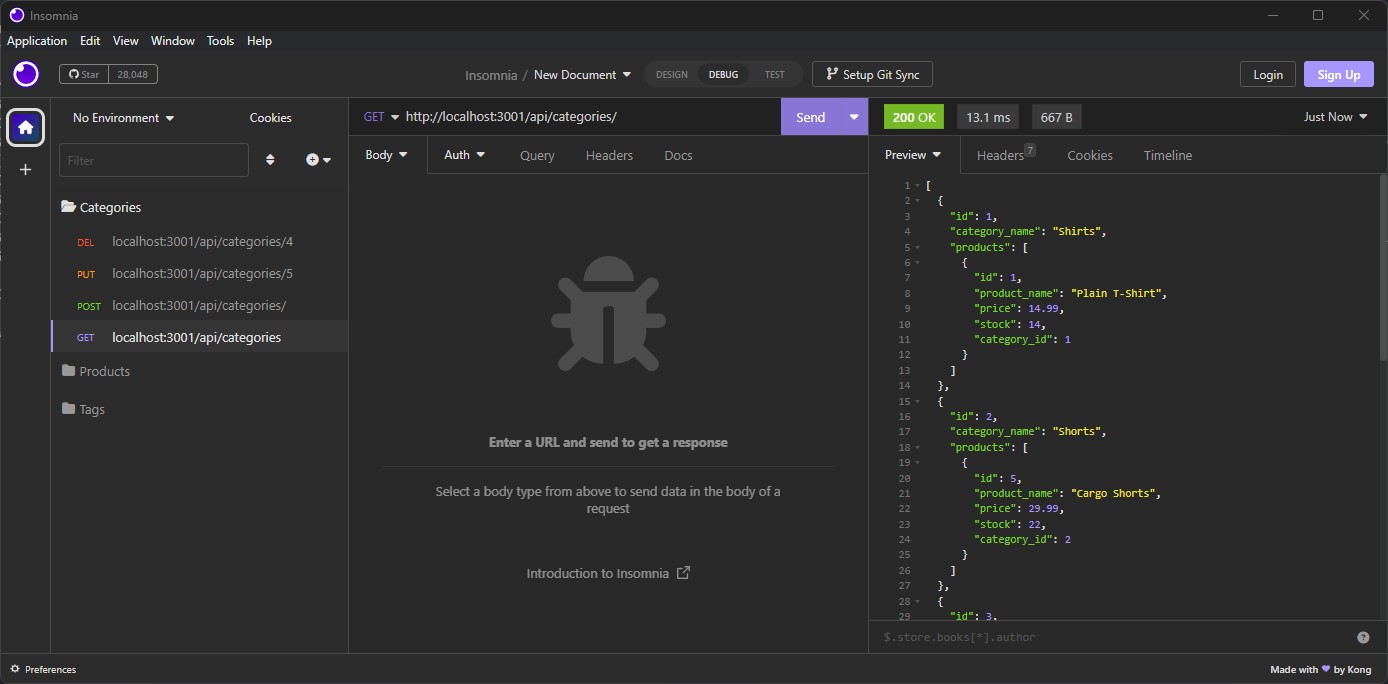 Insomnia
Application Edit View Window Tools Help
Star 28,048
Insomnia / New Document
DESIGN DEBUG TEST
Setup Git Sync
Login Sign Up
No Environment Cookies
Filter
Categories
DEL localhost:3001/api/categories/4
PUT localhost:3001/api/categories/5
POST localhost:3001/api/categories/
GET localhost:3001/api/categories
Products
Tags
GET http://localhost:3001/api/categories/ Send
Body Auth Query Headers Docs
Enter a URL and send to get a response
Select a body type from above to send data in the body of a
request
Introduction to Insomnia
200 OK 13.1 ms 667 B Just Now
Preview Headers 7 Cookies Timeline
1 [
2 {
3 "id": 1,
4 "category_name": "Shirts",
5 "products": [
6 {
7 "id": 1,
8 "product_name": "Plain T-Shirt",
9 "price": 14.99,
10 "stock": 14,
11 "category_id": 1
12 }
13 ]
14 },
15 {
16 "id": 2,
17 "category_name": "Shorts",
18 "products": [
19 {
20 "id": 5,
21 "product_name": "Cargo Shorts",
22 "price": 29.99,
23 "stock": 22,
24 "category_id": 2
25 }
26 ]
27 },
28 {
29 "id": 3,
$.store.books[*].author ?
Preferences
Made with 💜 by Kong